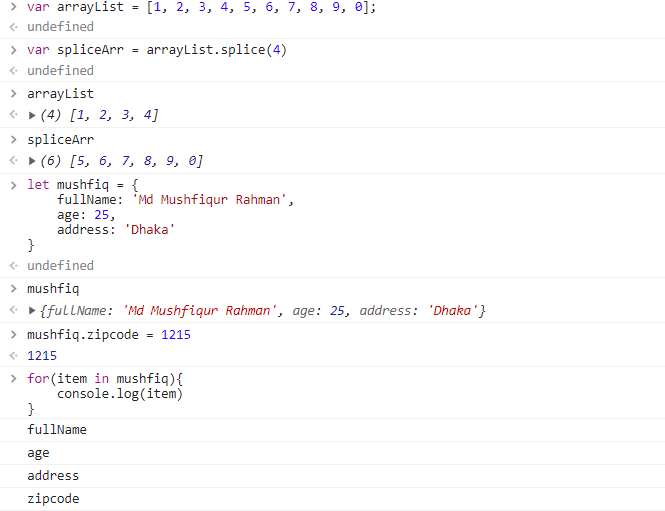 var arrayList = [1, 2, 3, 4, 5, 6, 7, 8, 9, 0];
undefined
var spliceArr = arrayList.splice(4)
undefined
arrayList
(4) [1, 2, 3, 4]
spliceArr
(6) [5, 6, 7, 8, 9, 0]
let mushfiq = {
    fullName: 'Md Mushfiqur Rahman',
    age: 25,
    address: 'Dhaka'
}
undefined
mushfiq
{fullName: 'Md Mushfiqur Rahman', age: 25, address: 'Dhaka'}
mushfiq.zipcode = 1215
1215
for(item in mushfiq){
    console.log(item)
}
fullName
age
address
zipcode